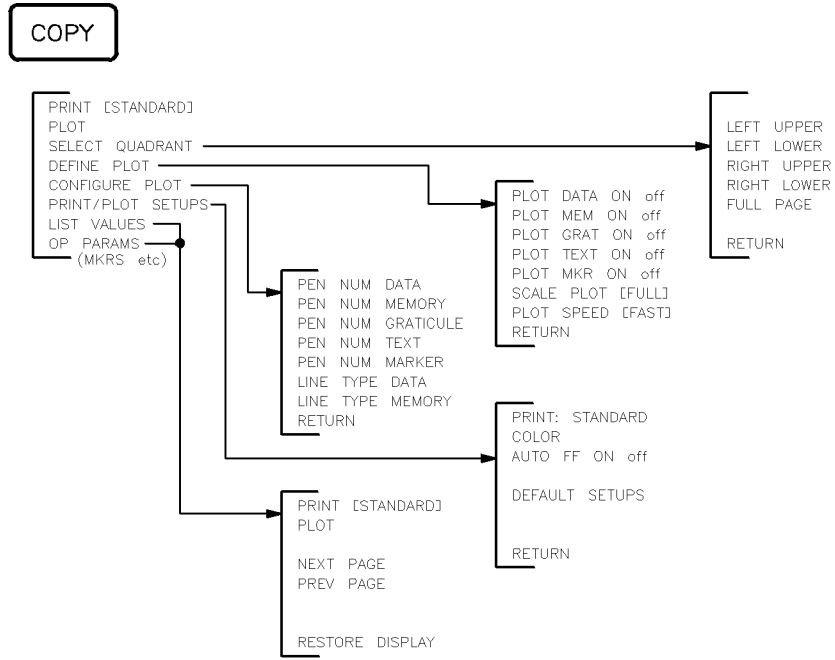 COPY
PRINT [STANDARD]
PLOT
SELECT QUADRANT
DEFINE PLOT
CONFIGURE PLOT
PRINT/PLOT SETUPS
LIST VALUES
OP PARAMS
(MKRS etc)
LEFT UPPER
LEFT LOWER
RIGHT UPPER
RIGHT LOWER
FULL PAGE
RETURN
PLOT DATA ON off
PLOT MEM ON off
PLOT GRAT ON off
PLOT TEXT ON off
PLOT MKR ON off
SCALE PLOT [FULL]
PLOT SPEED [FAST]
RETURN
PEN NUM DATA
PEN NUM MEMORY
PEN NUM GRATICULE
PEN NUM TEXT
PEN NUM MARKER
LINE TYPE DATA
LINE TYPE MEMORY
RETURN
PRINT: STANDARD
COLOR
AUTO FF ON off
DEFAULT SETUPS
RETURN
PRINT [STANDARD]
PLOT
NEXT PAGE
PREV PAGE
RESTORE DISPLAY